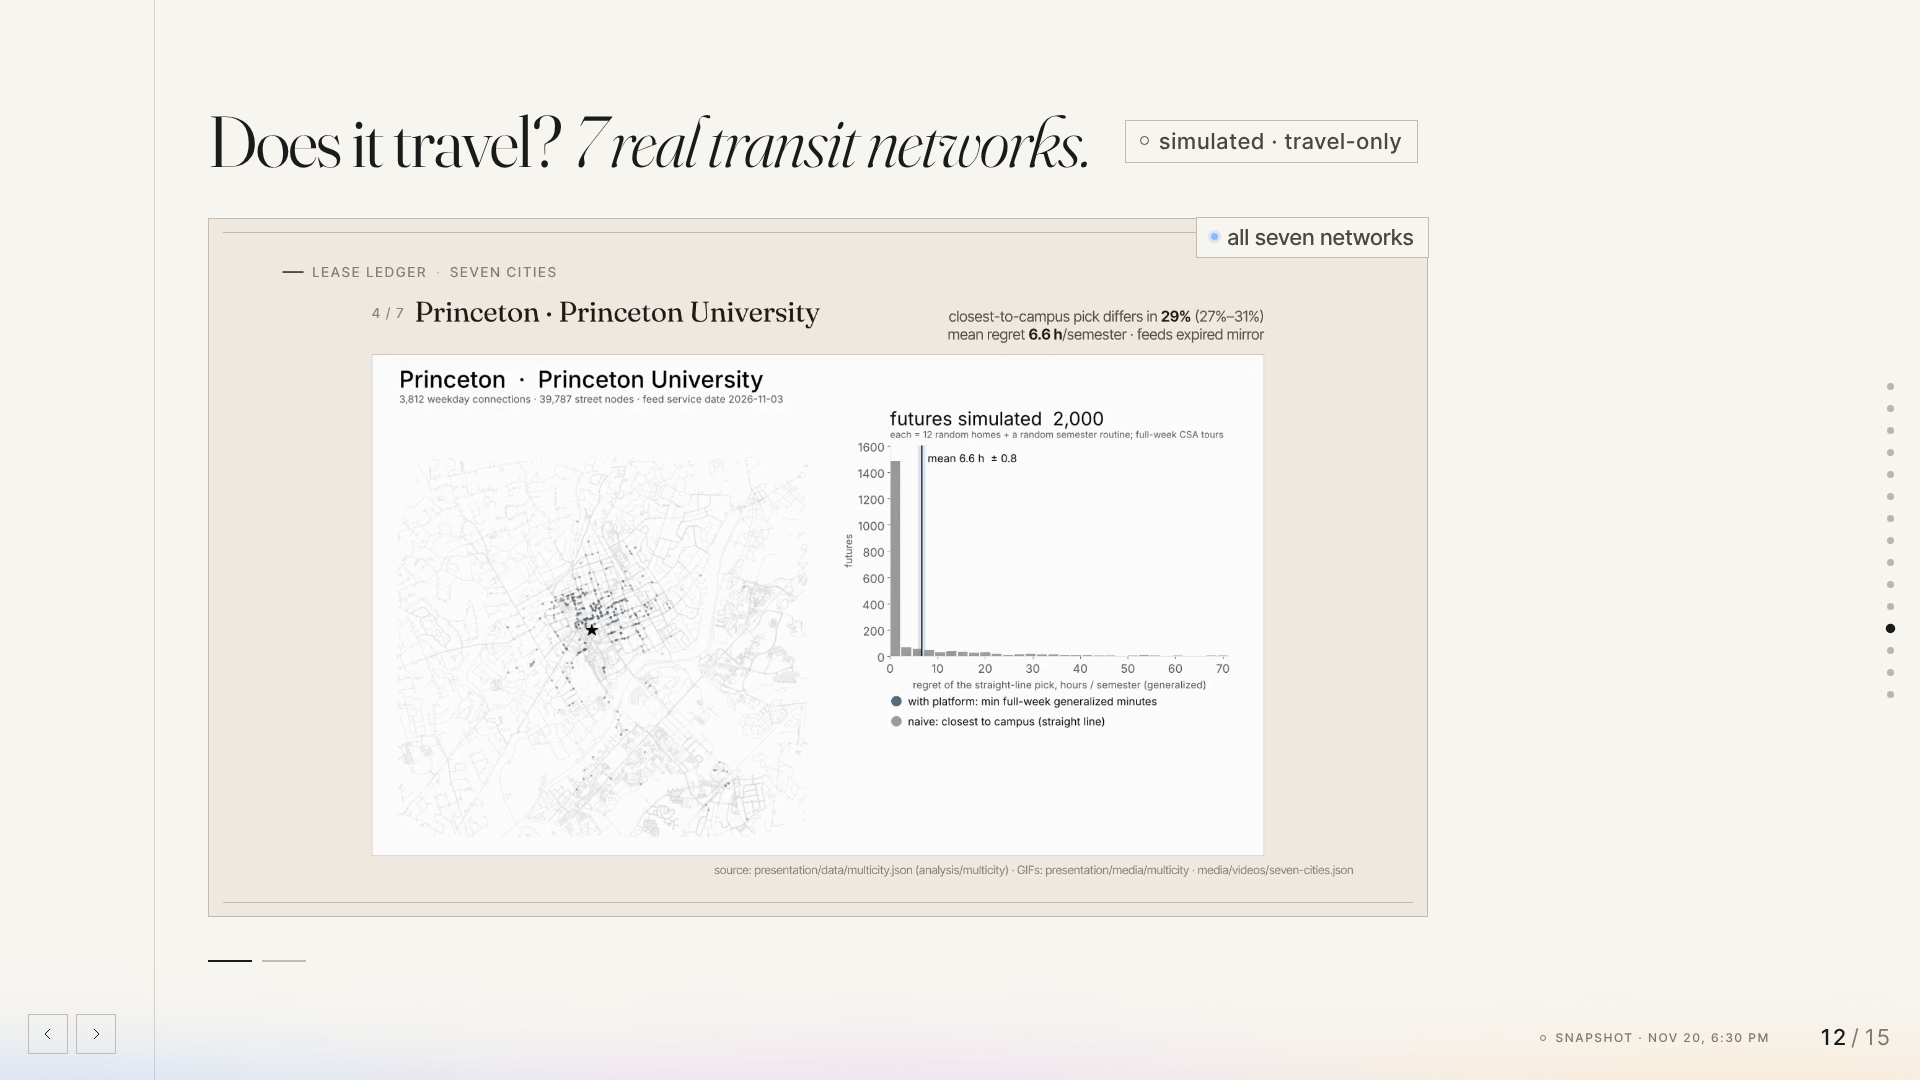 Does it travel? 7 real transit networks.
simulated · travel-only
all seven networks
LEASE LEDGER · SEVEN CITIES
4 / 7 Princeton · Princeton University
closest-to-campus pick differs in 29% (27%–31%)
mean regret 6.6 h/semester · feeds expired mirror
Princeton · Princeton University
3,812 weekday connections · 39,787 street nodes · feed service date 2026-11-03
futures simulated 2,000
each = 12 random homes + a random semester routine; full-week CSA tours
mean 6.6 h ± 0.8
1600
1400
1200
1000
800
600
400
200
0
futures
0 10 20 30 40 50 60 70
regret of the straight-line pick, hours / semester (generalized)
with platform: min full-week generalized minutes
naive: closest to campus (straight line)
source: presentation/data/multicity.json (analysis/multicity) · GIFs: presentation/media/multicity · media/videos/seven-cities.json
SNAPSHOT · NOV 20, 6:30 PM
12 / 15